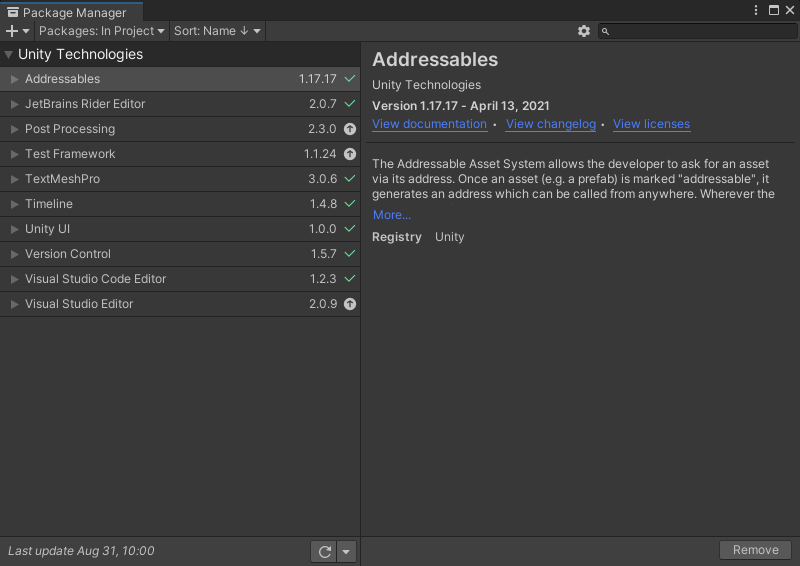 Package Manager
Packages: In Project
Sort: Name ↓
Unity Technologies
Addressables 1.17.17
JetBrains Rider Editor 2.0.7
Post Processing 2.3.0
Test Framework 1.1.24
TextMeshPro 3.0.6
Timeline 1.4.8
Unity UI 1.0.0
Version Control 1.5.7
Visual Studio Code Editor 1.2.3
Visual Studio Editor 2.0.9
Last update Aug 31, 10:00
Addressables
Unity Technologies
Version 1.17.17 - April 13, 2021
View documentation • View changelog • View licenses
The Addressable Asset System allows the developer to ask for an asset
via its address. Once an asset (e.g. a prefab) is marked "addressable", it
generates an address which can be called from anywhere. Wherever the
More...
Registry Unity
Remove